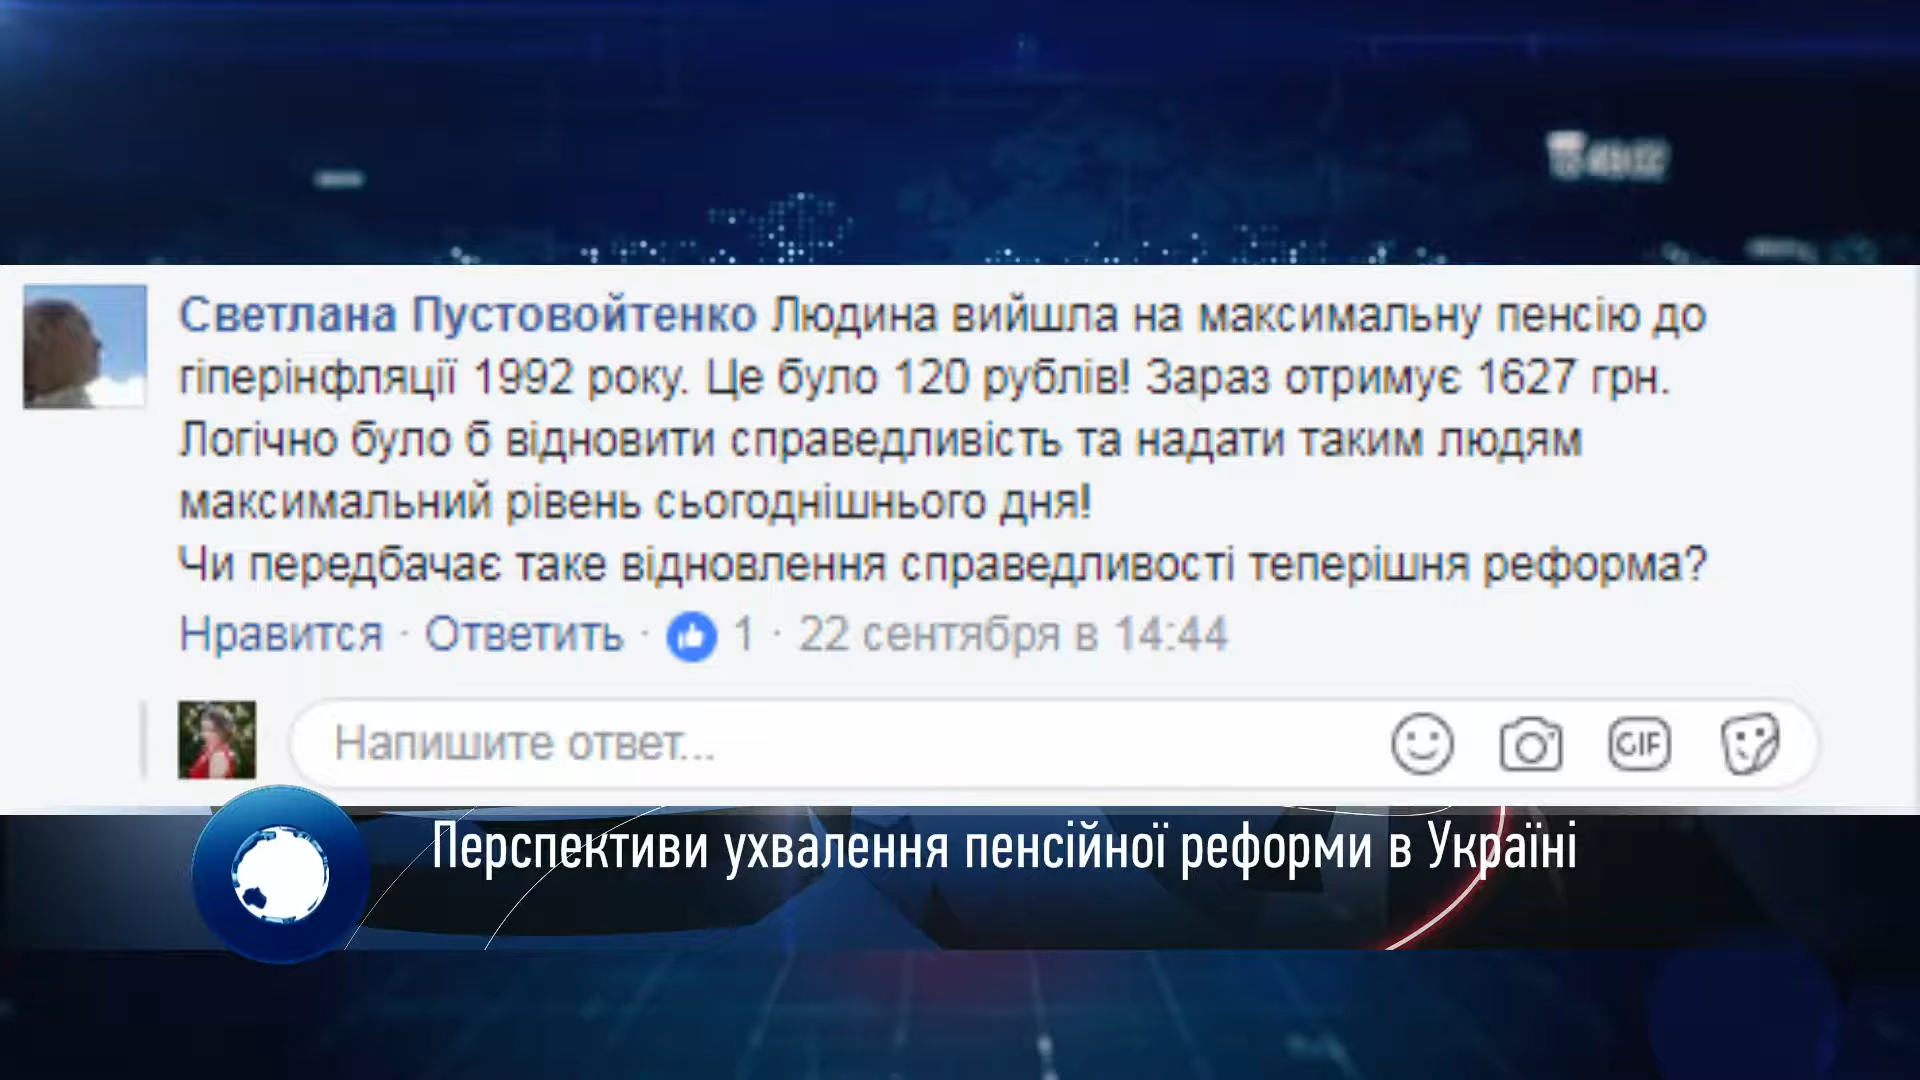 Светлана Пустовойтенко Людина вийшла на максимальну пенсію до
гіперінфляції 1992 року. Це було 120 рублів! Зараз отримує 1627 грн.
Логічно було б відновити справедливість та надати таким людям
максимальний рівень сьогоднішнього дня!
Чи передбачає таке відновлення справедливості теперішня реформа?
Нравится · Ответить · 1 · 22 сентября в 14:44
Напишите ответ...
GIF
Перспективи ухвалення пенсійної реформи в Україні